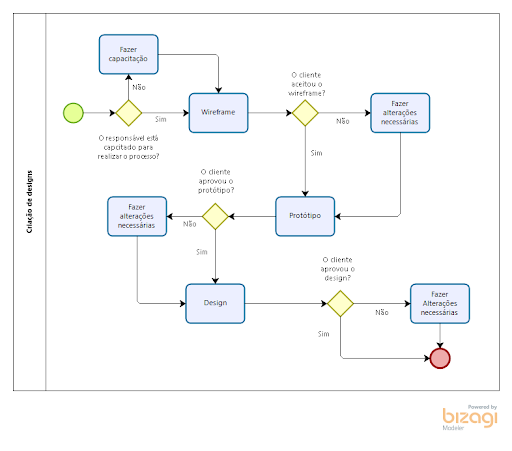 Fazer
capacitação
Não
O cliente
aceitou o
wireframe?
Wireframe
Fazer
alterações
necessárias
Sim
Não
O responsável está
capcitado para
realizar o processo?
Sim
Criação de designs
O cliente
aprovou o
protótipo?
Fazer
alterações
necessárias
Não
Protótipo
Sim
O cliente
aprovou o
design?
Design
Fazer
Alterações
necessárias
Não
Sim
Powered by
bizagi
Modeler